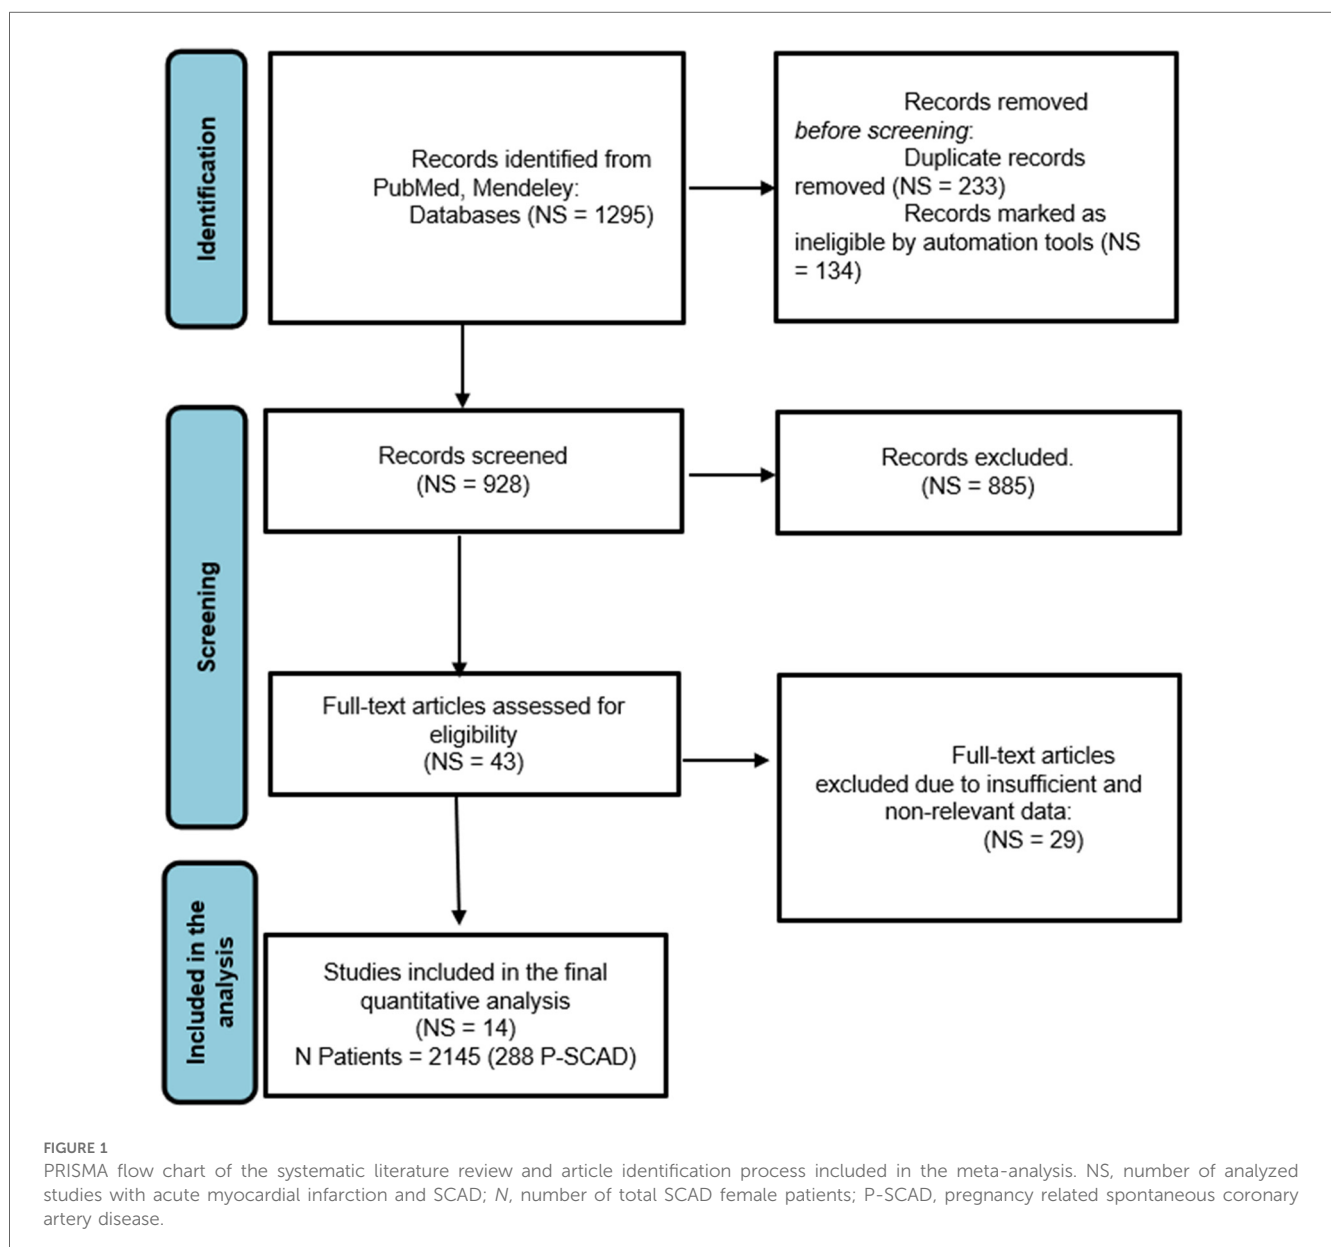 Identification
Records identified from
PubMed, Mendeley:
Databases (NS = 1295)
Records removed
before screening:
Duplicate records
removed (NS = 233)
Records marked as
ineligible by automation tools (NS
= 134)
Screening
Records screened
(NS = 928)
Records excluded.
(NS = 885)
Full-text articles assessed for
eligibility
(NS = 43)
Full-text articles
excluded due to insufficient and
non-relevant data:
(NS = 29)
Included in the
analysis
Studies included in the final
quantitative analysis
(NS = 14)
N Patients = 2145 (288 P-SCAD)
FIGURE 1
PRISMA flow chart of the systematic literature review and article identification process included in the meta-analysis. NS, number of analyzed
studies with acute myocardial infarction and SCAD; N, number of total SCAD female patients; P-SCAD, pregnancy related spontaneous coronary
artery disease.